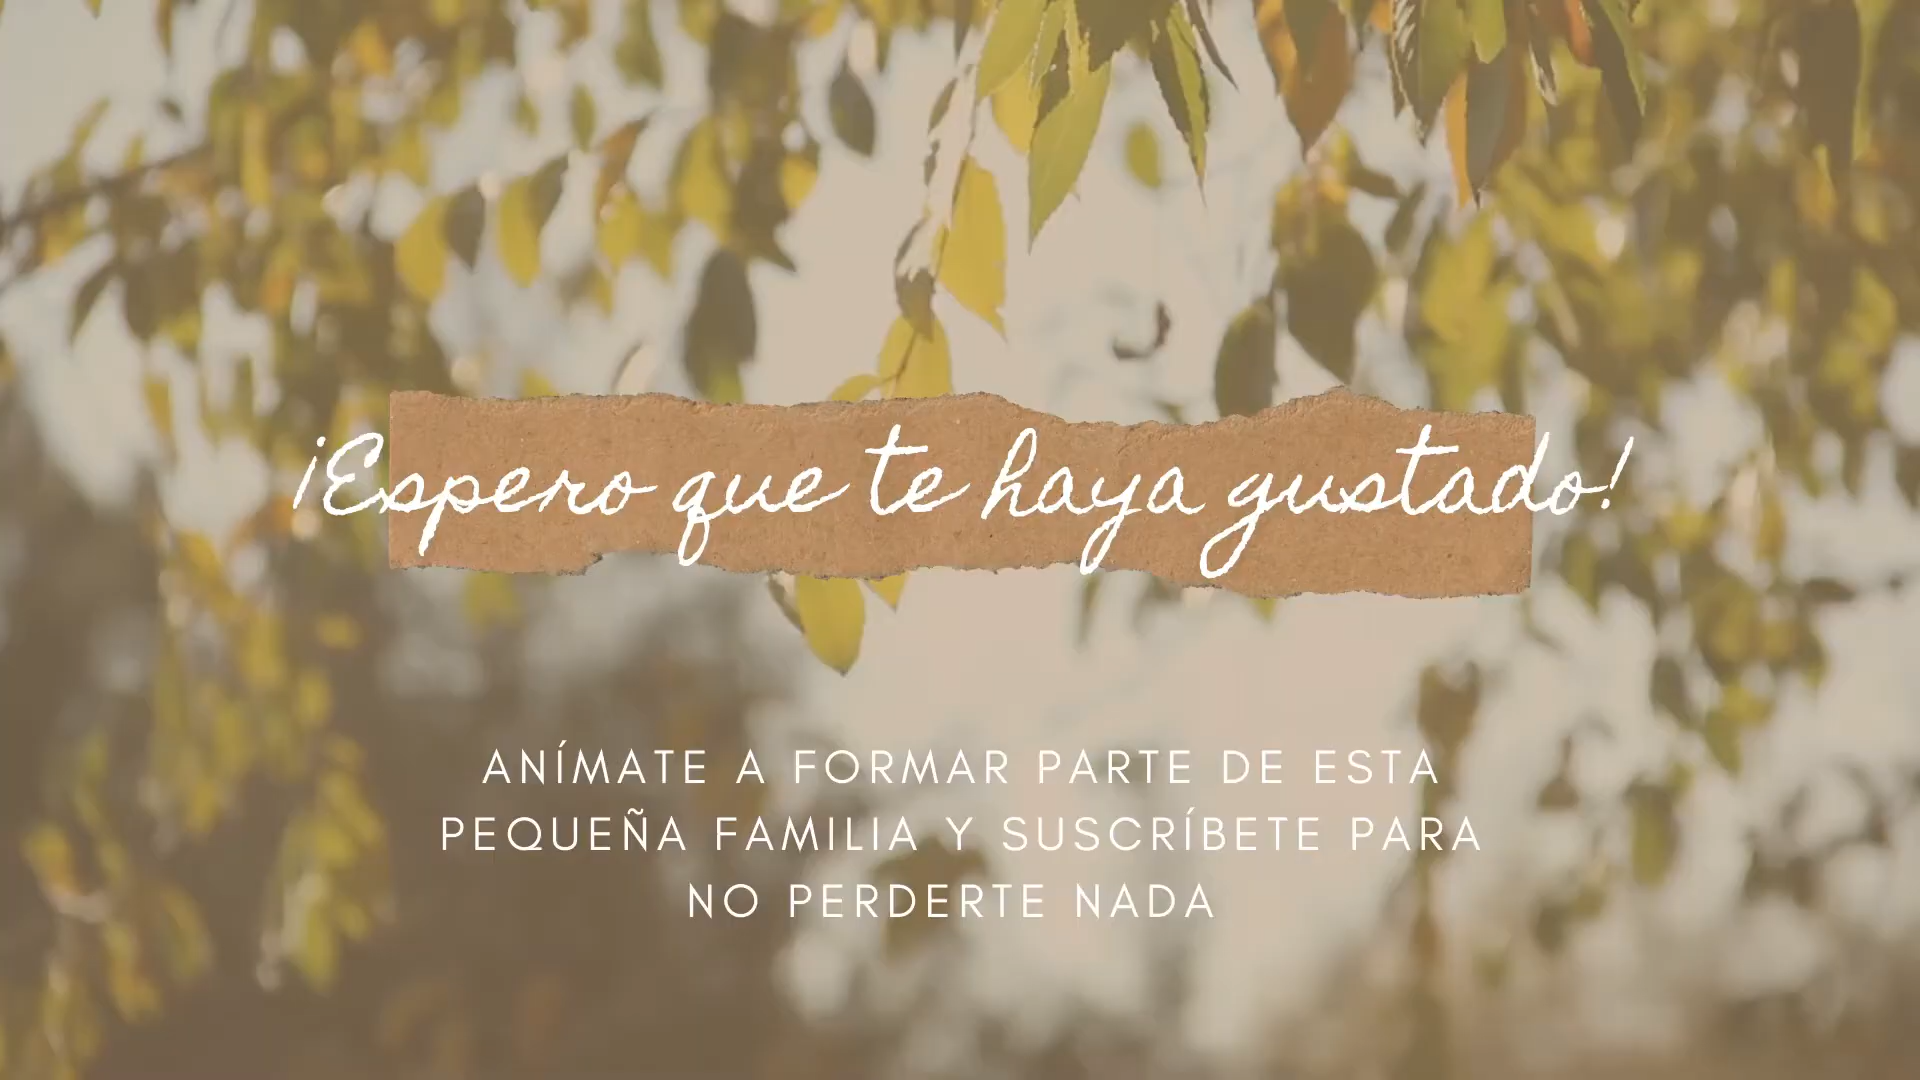 ¡Espero que te haya gustado!
ANÍMATE A FORMAR PARTE DE ESTA
PEQUEÑA FAMILIA Y SUSCRÍBETE PARA
NO PERDERTE NADA